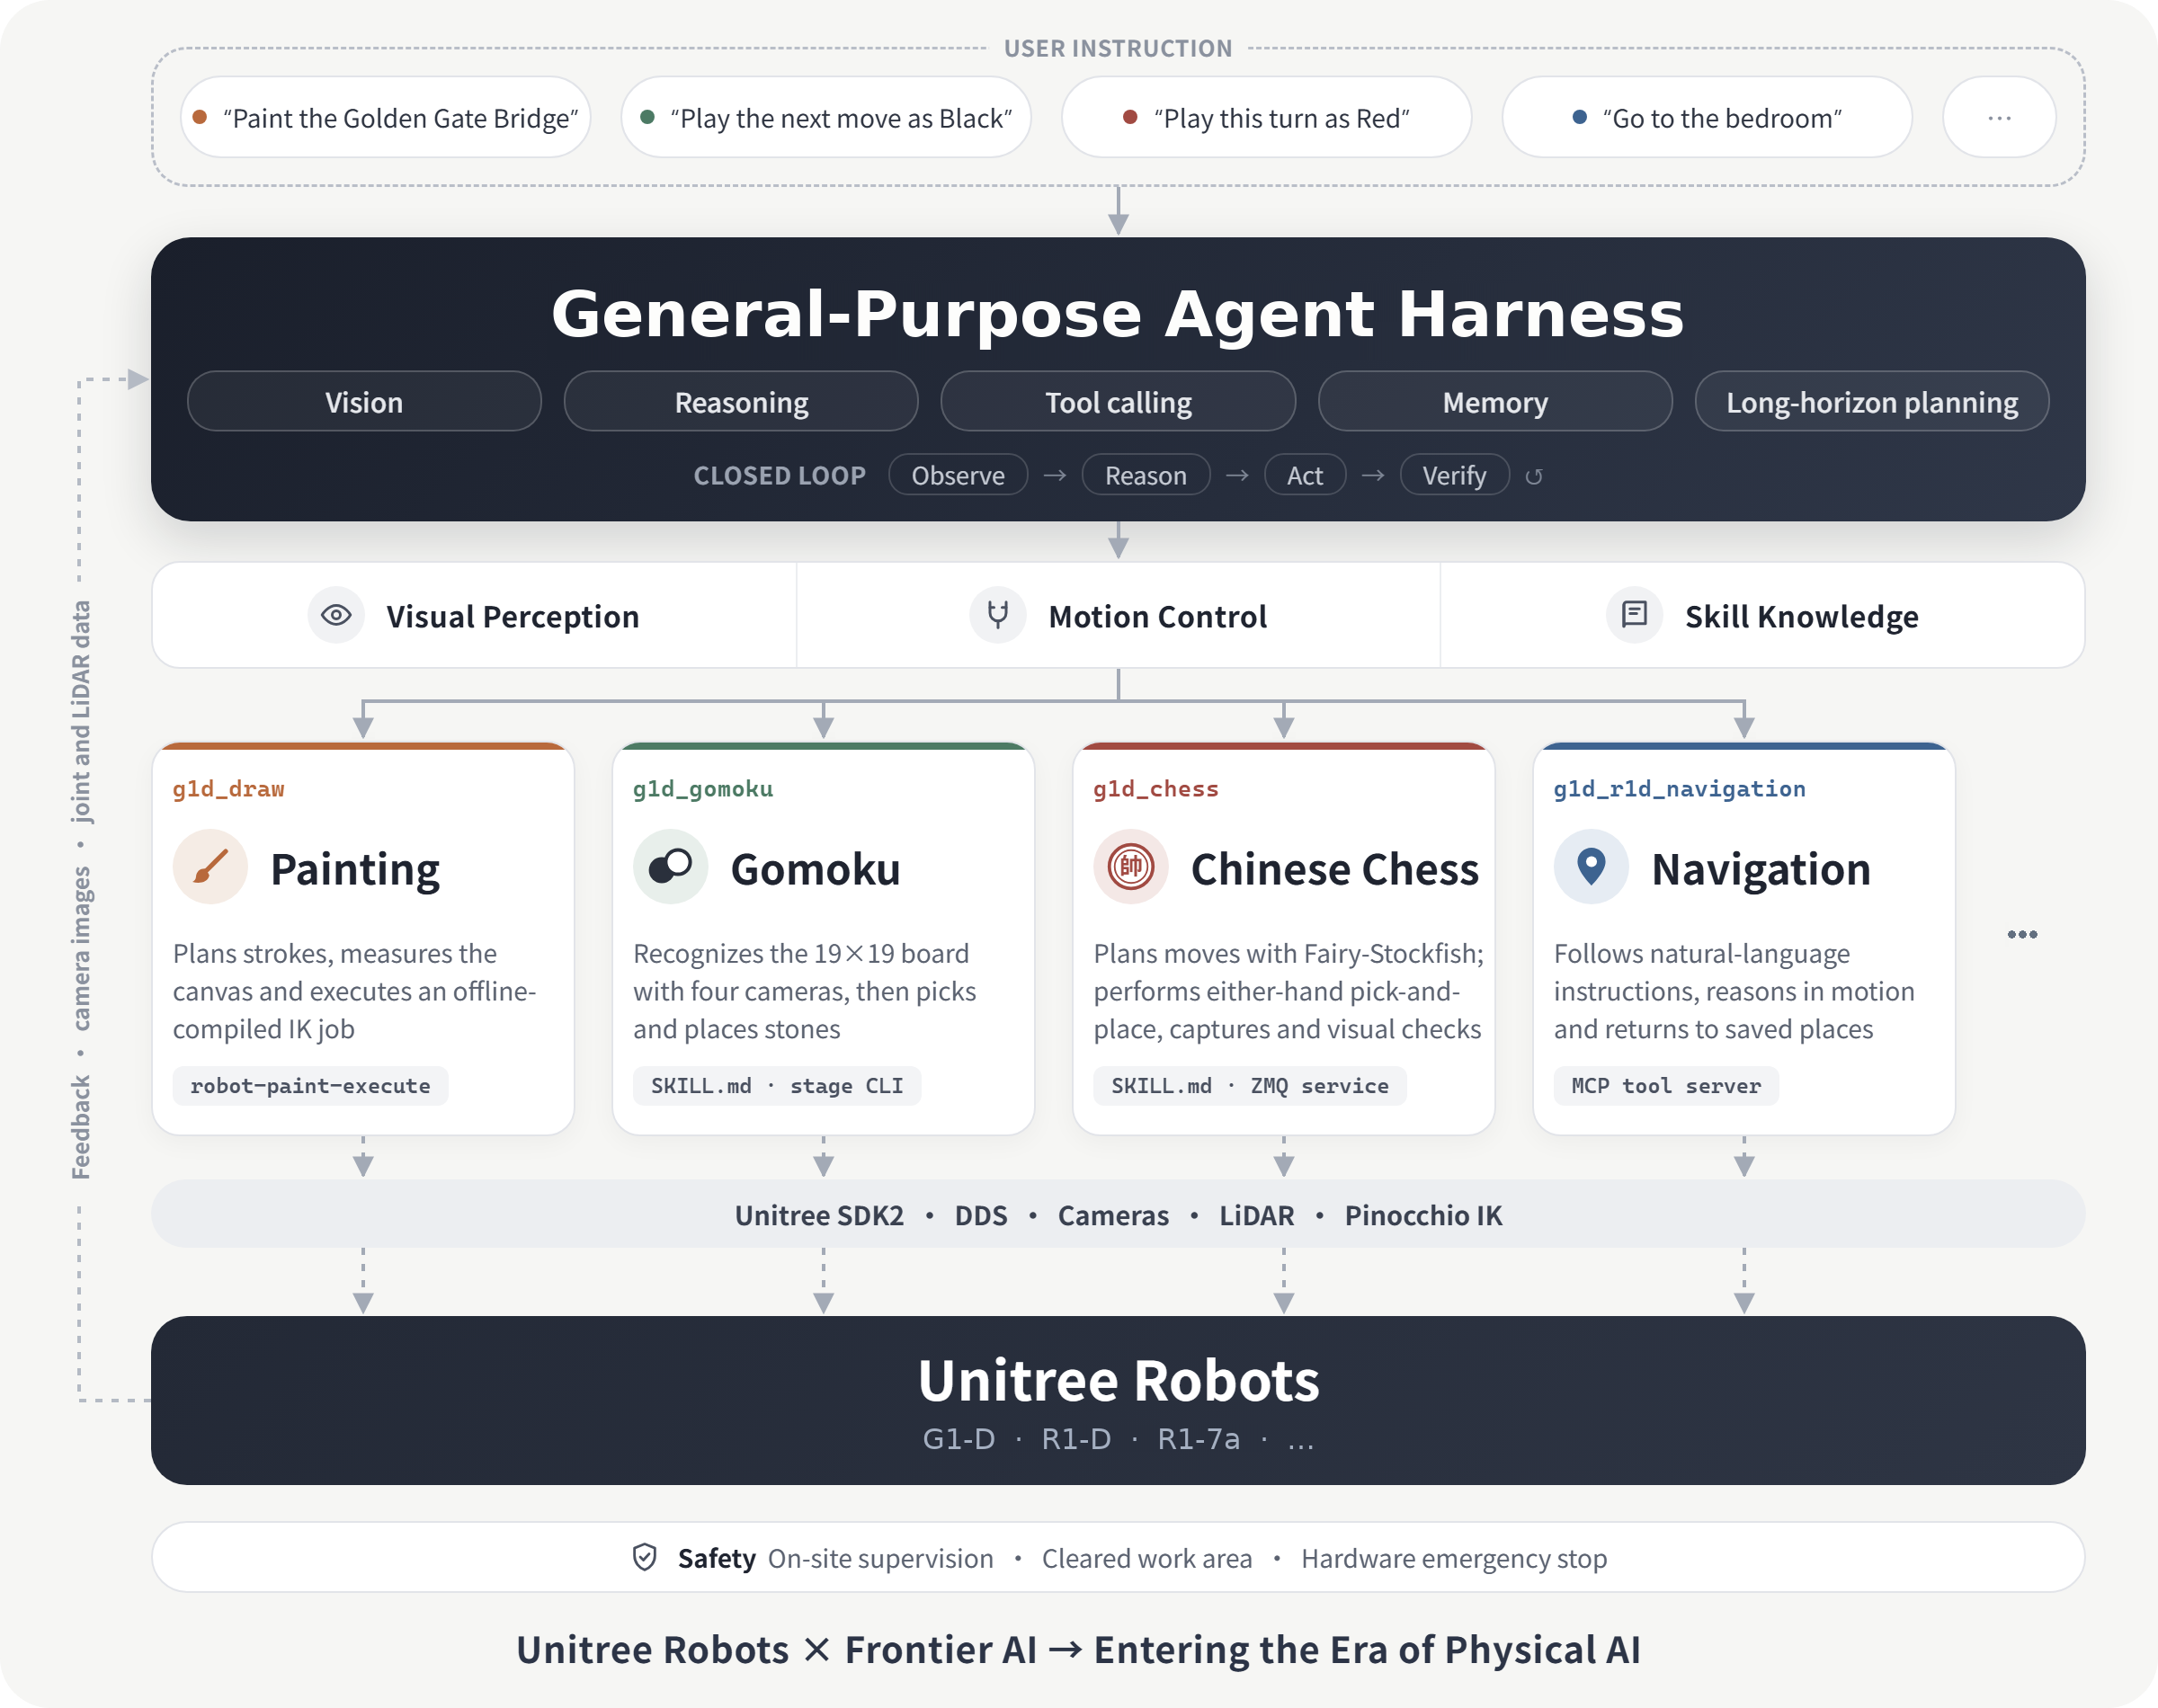 USER INSTRUCTION
“Paint the Golden Gate Bridge”
“Play the next move as Black”
“Play this turn as Red”
“Go to the bedroom”
…
General-Purpose Agent Harness
Vision
Reasoning
Tool calling
Memory
Long-horizon planning
CLOSED LOOP Observe → Reason → Act → Verify ↺
Visual Perception
Motion Control
Skill Knowledge
Feedback • camera images • joint and LiDAR data
g1d_draw
Painting
Plans strokes, measures the
canvas and executes an offline-
compiled IK job
robot-paint-execute
g1d_gomoku
Gomoku
Recognizes the 19×19 board
with four cameras, then picks
and places stones
SKILL.md · stage CLI
g1d_chess
帥
Chinese Chess
Plans moves with Fairy-Stockfish;
performs either-hand pick-and-
place, captures and visual checks
SKILL.md · ZMQ service
g1d_r1d_navigation
Navigation
Follows natural-language
instructions, reasons in motion
and returns to saved places
MCP tool server
•••
Unitree SDK2 • DDS • Cameras • LiDAR • Pinocchio IK
Unitree Robots
G1-D · R1-D · R1-7a · …
Safety On-site supervision • Cleared work area • Hardware emergency stop
Unitree Robots × Frontier AI → Entering the Era of Physical AI